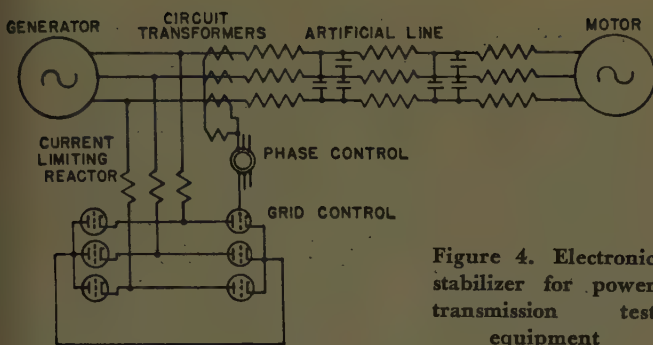 GENERATOR
CIRCUIT
TRANSFORMERS
ARTIFICIAL LINE
MOTOR
CURRENT
LIMITING
REACTOR
PHASE CONTROL
GRID CONTROL
Figure 4. Electronic
stabilizer for power
transmission test
equipment